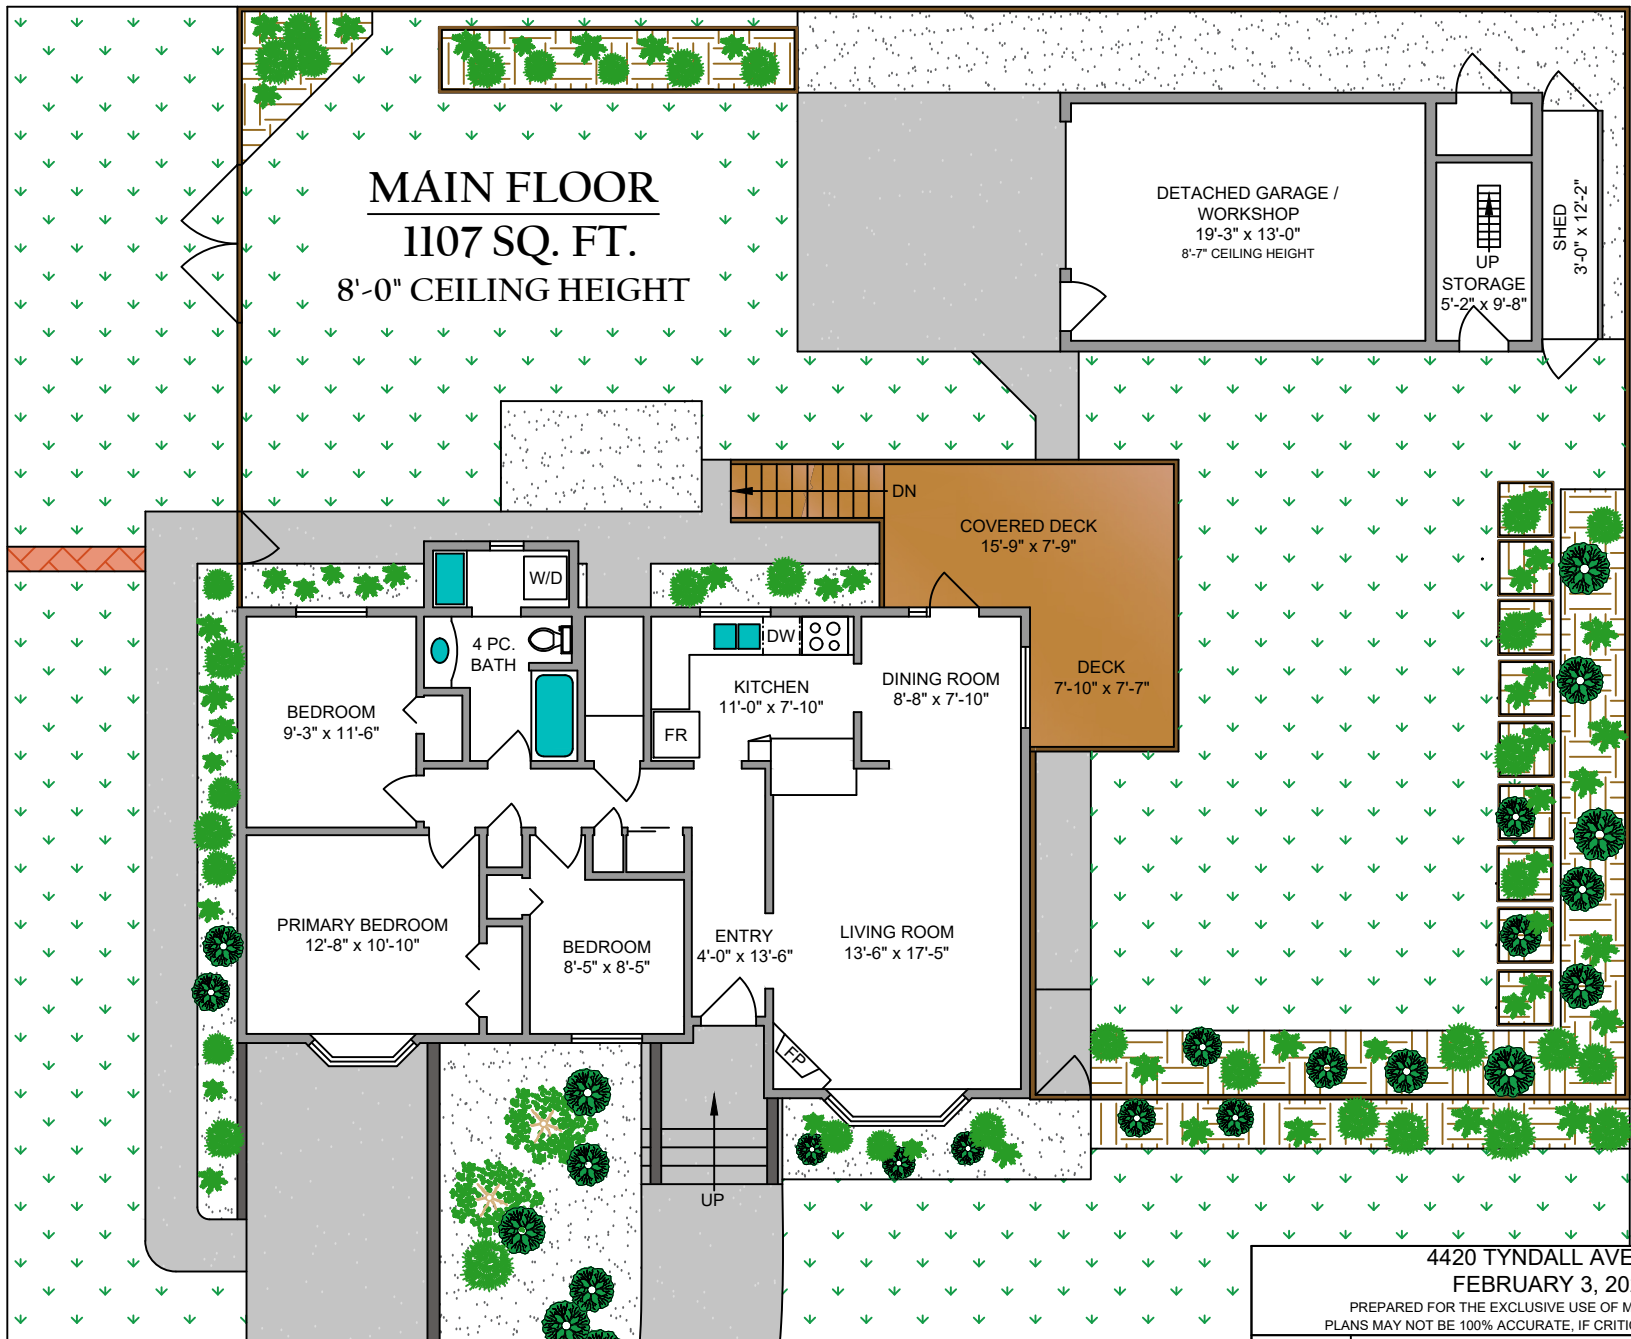 MAIN FLOOR
1107 SQ. FT.
8'-0" CEILING HEIGHT
DETACHED GARAGE /
WORKSHOP
19'-3" x 13'-0"
8'-7" CEILING HEIGHT
UP
STORAGE
5'-2" x 9'-8"
SHED
3'-0" x 12'-2"
DN
COVERED DECK
15'-9" x 7'-9"
DECK
7'-10" x 7'-7"
W/D
4 PC.
BATH
DW
KITCHEN
11'-0" x 7'-10"
FR
DINING ROOM
8'-8" x 7'-10"
BEDROOM
9'-3" x 11'-6"
PRIMARY BEDROOM
12'-8" x 10'-10"
BEDROOM
8'-5" x 8'-5"
ENTRY
4'-0" x 13'-6"
LIVING ROOM
13'-6" x 17'-5"
FP
UP
4420 TYNDALL AVE
FEBRUARY 3, 20
PREPARED FOR THE EXCLUSIVE USE OF M
PLANS MAY NOT BE 100% ACCURATE, IF CRITIC